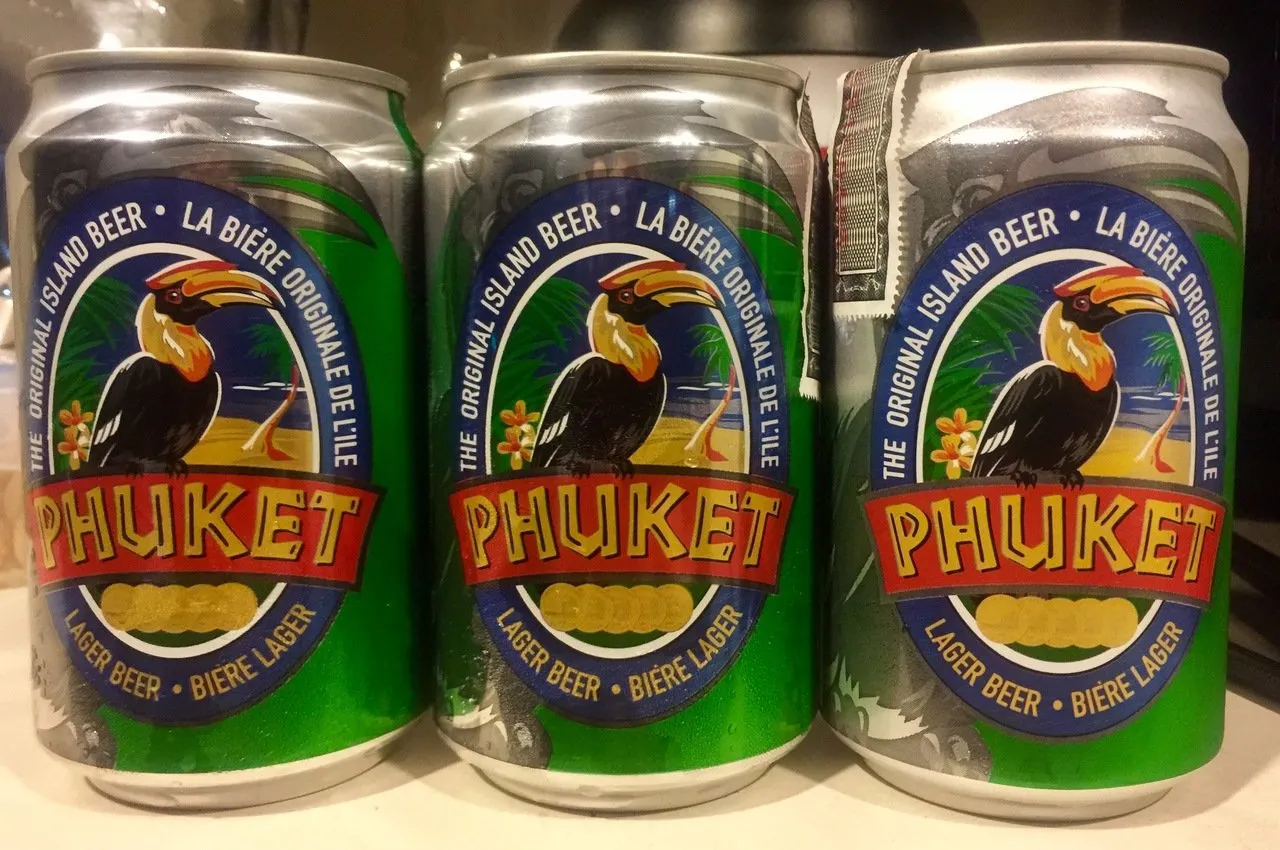 THE ORIGINAL ISLAND BEER • LA BIÈRE ORIGINALE DE L'ILE
PHUKET
LAGER BEER • BIÈRE LAGER
THE ORIGINAL ISLAND BEER • LA BIÈRE ORIGINALE DE L'ILE
PHUKET
LAGER BEER • BIÈRE LAGER
THE ORIGINAL ISLAND BEER • LA BIÈRE ORIGINALE DE L'ILE
PHUKET
LAGER BEER • BIÈRE LAGER